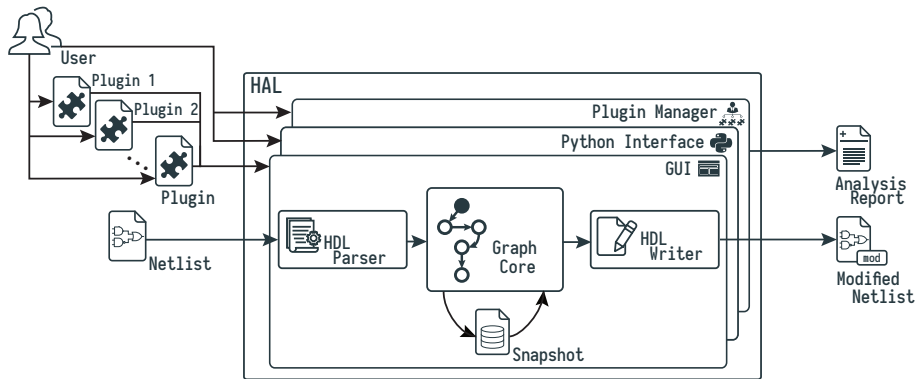 User
Plugin 1
Plugin 2
Plugin
Netlist
HAL
Plugin Manager
Python Interface
GUI
HDL
Parser
Graph
Core
HDL
Writer
Snapshot
+
Analysis
Report
mod
Modified
Netlist